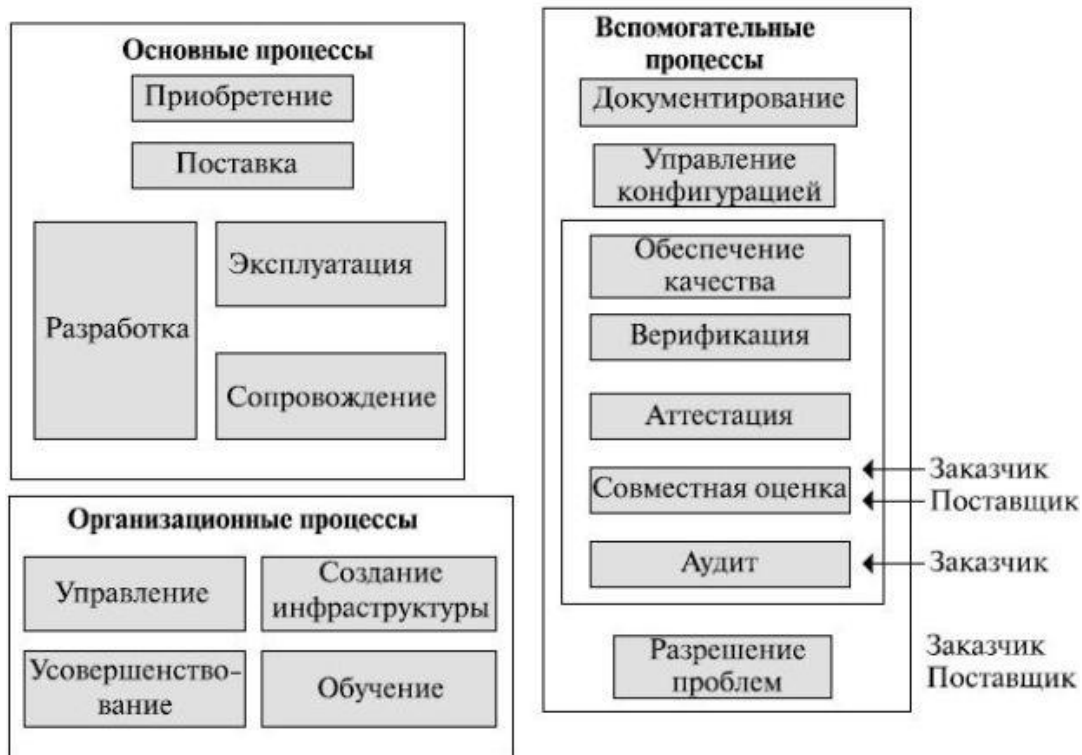 Основные процессы
Приобретение
Поставка
Разработка
Эксплуатация
Сопровождение
Организационные процессы
Управление
Создание
инфраструктуры
Усовершенство-
вание
Обучение
Вспомогательные
процессы
Документирование
Управление
конфигурацией
Обеспечение
качества
Верификация
Аттестация
Совместная оценка
Заказчик
Поставщик
Аудит
Заказчик
Разрешение
проблем
Заказчик
Поставщик